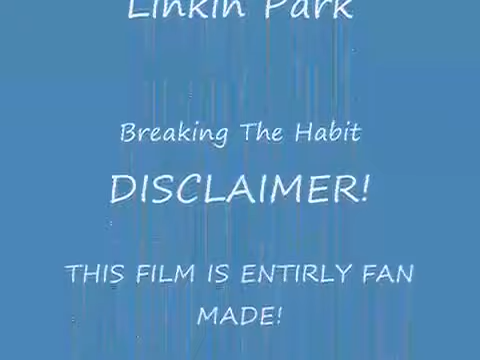 Linkin Park
Breaking The Habit
DISCLAIMER!
THIS FILM IS ENTIRLY FAN
MADE!